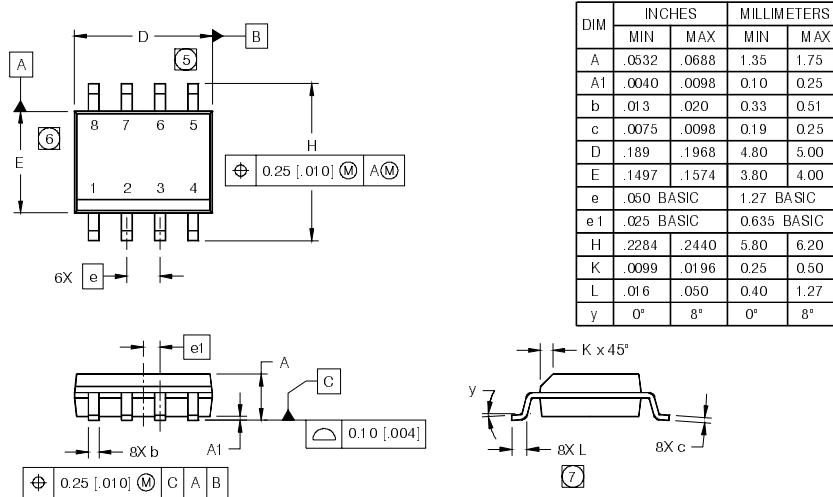 D
B
5
A
8 7 6 5
6
E
H
0.25 [.010] M A M
1 2 3 4
6X e
DIM INCHES MILLIMETERS
MIN MAX MIN MAX
A .0532 .0688 1.35 1.75
A1 .0040 .0098 0.10 0.25
b .013 .020 0.33 0.51
c .0075 .0098 0.19 0.25
D .189 .1968 4.80 5.00
E .1497 .1574 3.80 4.00
e .050 BASIC 1.27 BASIC
e1 .025 BASIC 0.635 BASIC
H .2284 .2440 5.80 6.20
K .0099 .0196 0.25 0.50
L .016 .050 0.40 1.27
y 0° 8° 0° 8°
e1
A
C
0.10 [.004]
A1
8X b
0.25 [.010] M C A B
K x 45°
y
8X L
8X c
7